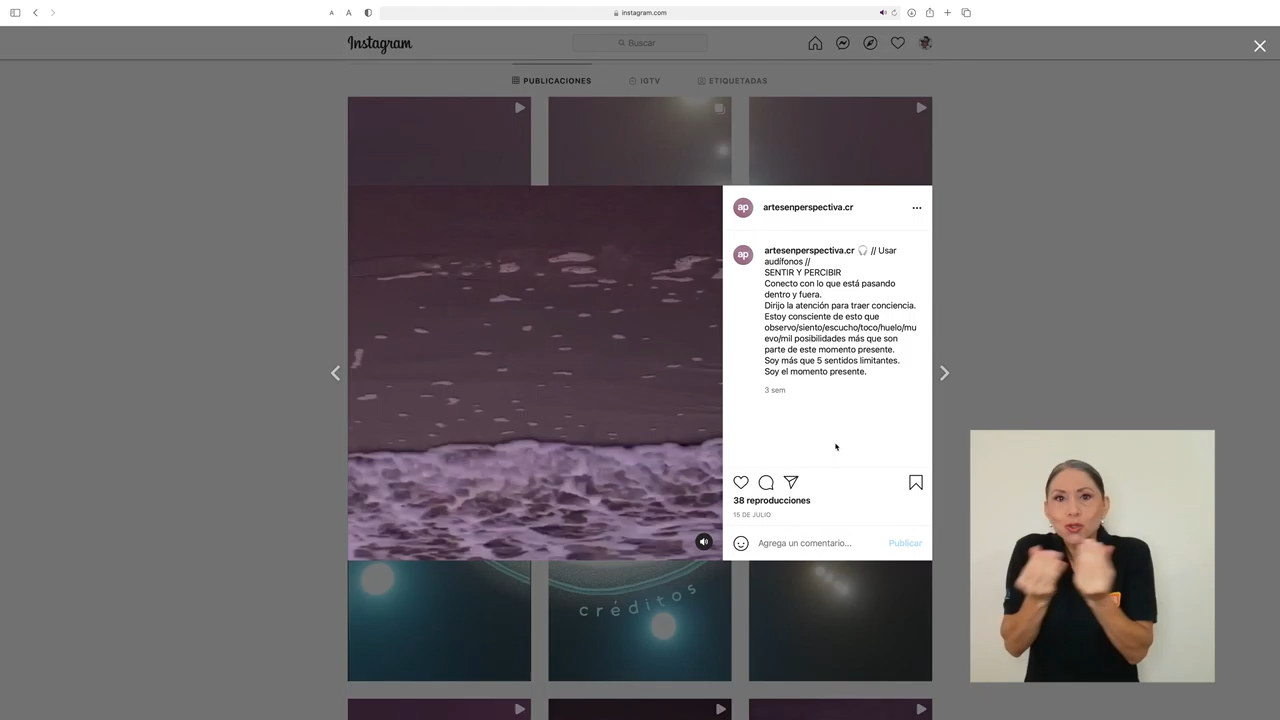 A A instagram.com
Instagram
Buscar
PUBLICACIONES IGTV ETIQUETADAS
ap artesenperspectiva.cr
ap artesenperspectiva.cr 🎧 // Usar
audífonos //
SENTIR Y PERCIBIR
Conecto con lo que está pasando
dentro y fuera.
Dirijo la atención para traer conciencia.
Estoy consciente de esto que
observo/siento/escucho/toco/huelo/mu
evo/mil posibilidades más que son
parte de este momento presente.
Soy más que 5 sentidos limitantes.
Soy el momento presente.
3 sem
38 reproducciones
15 DE JULIO
Agrega un comentario... Publicar
créditos